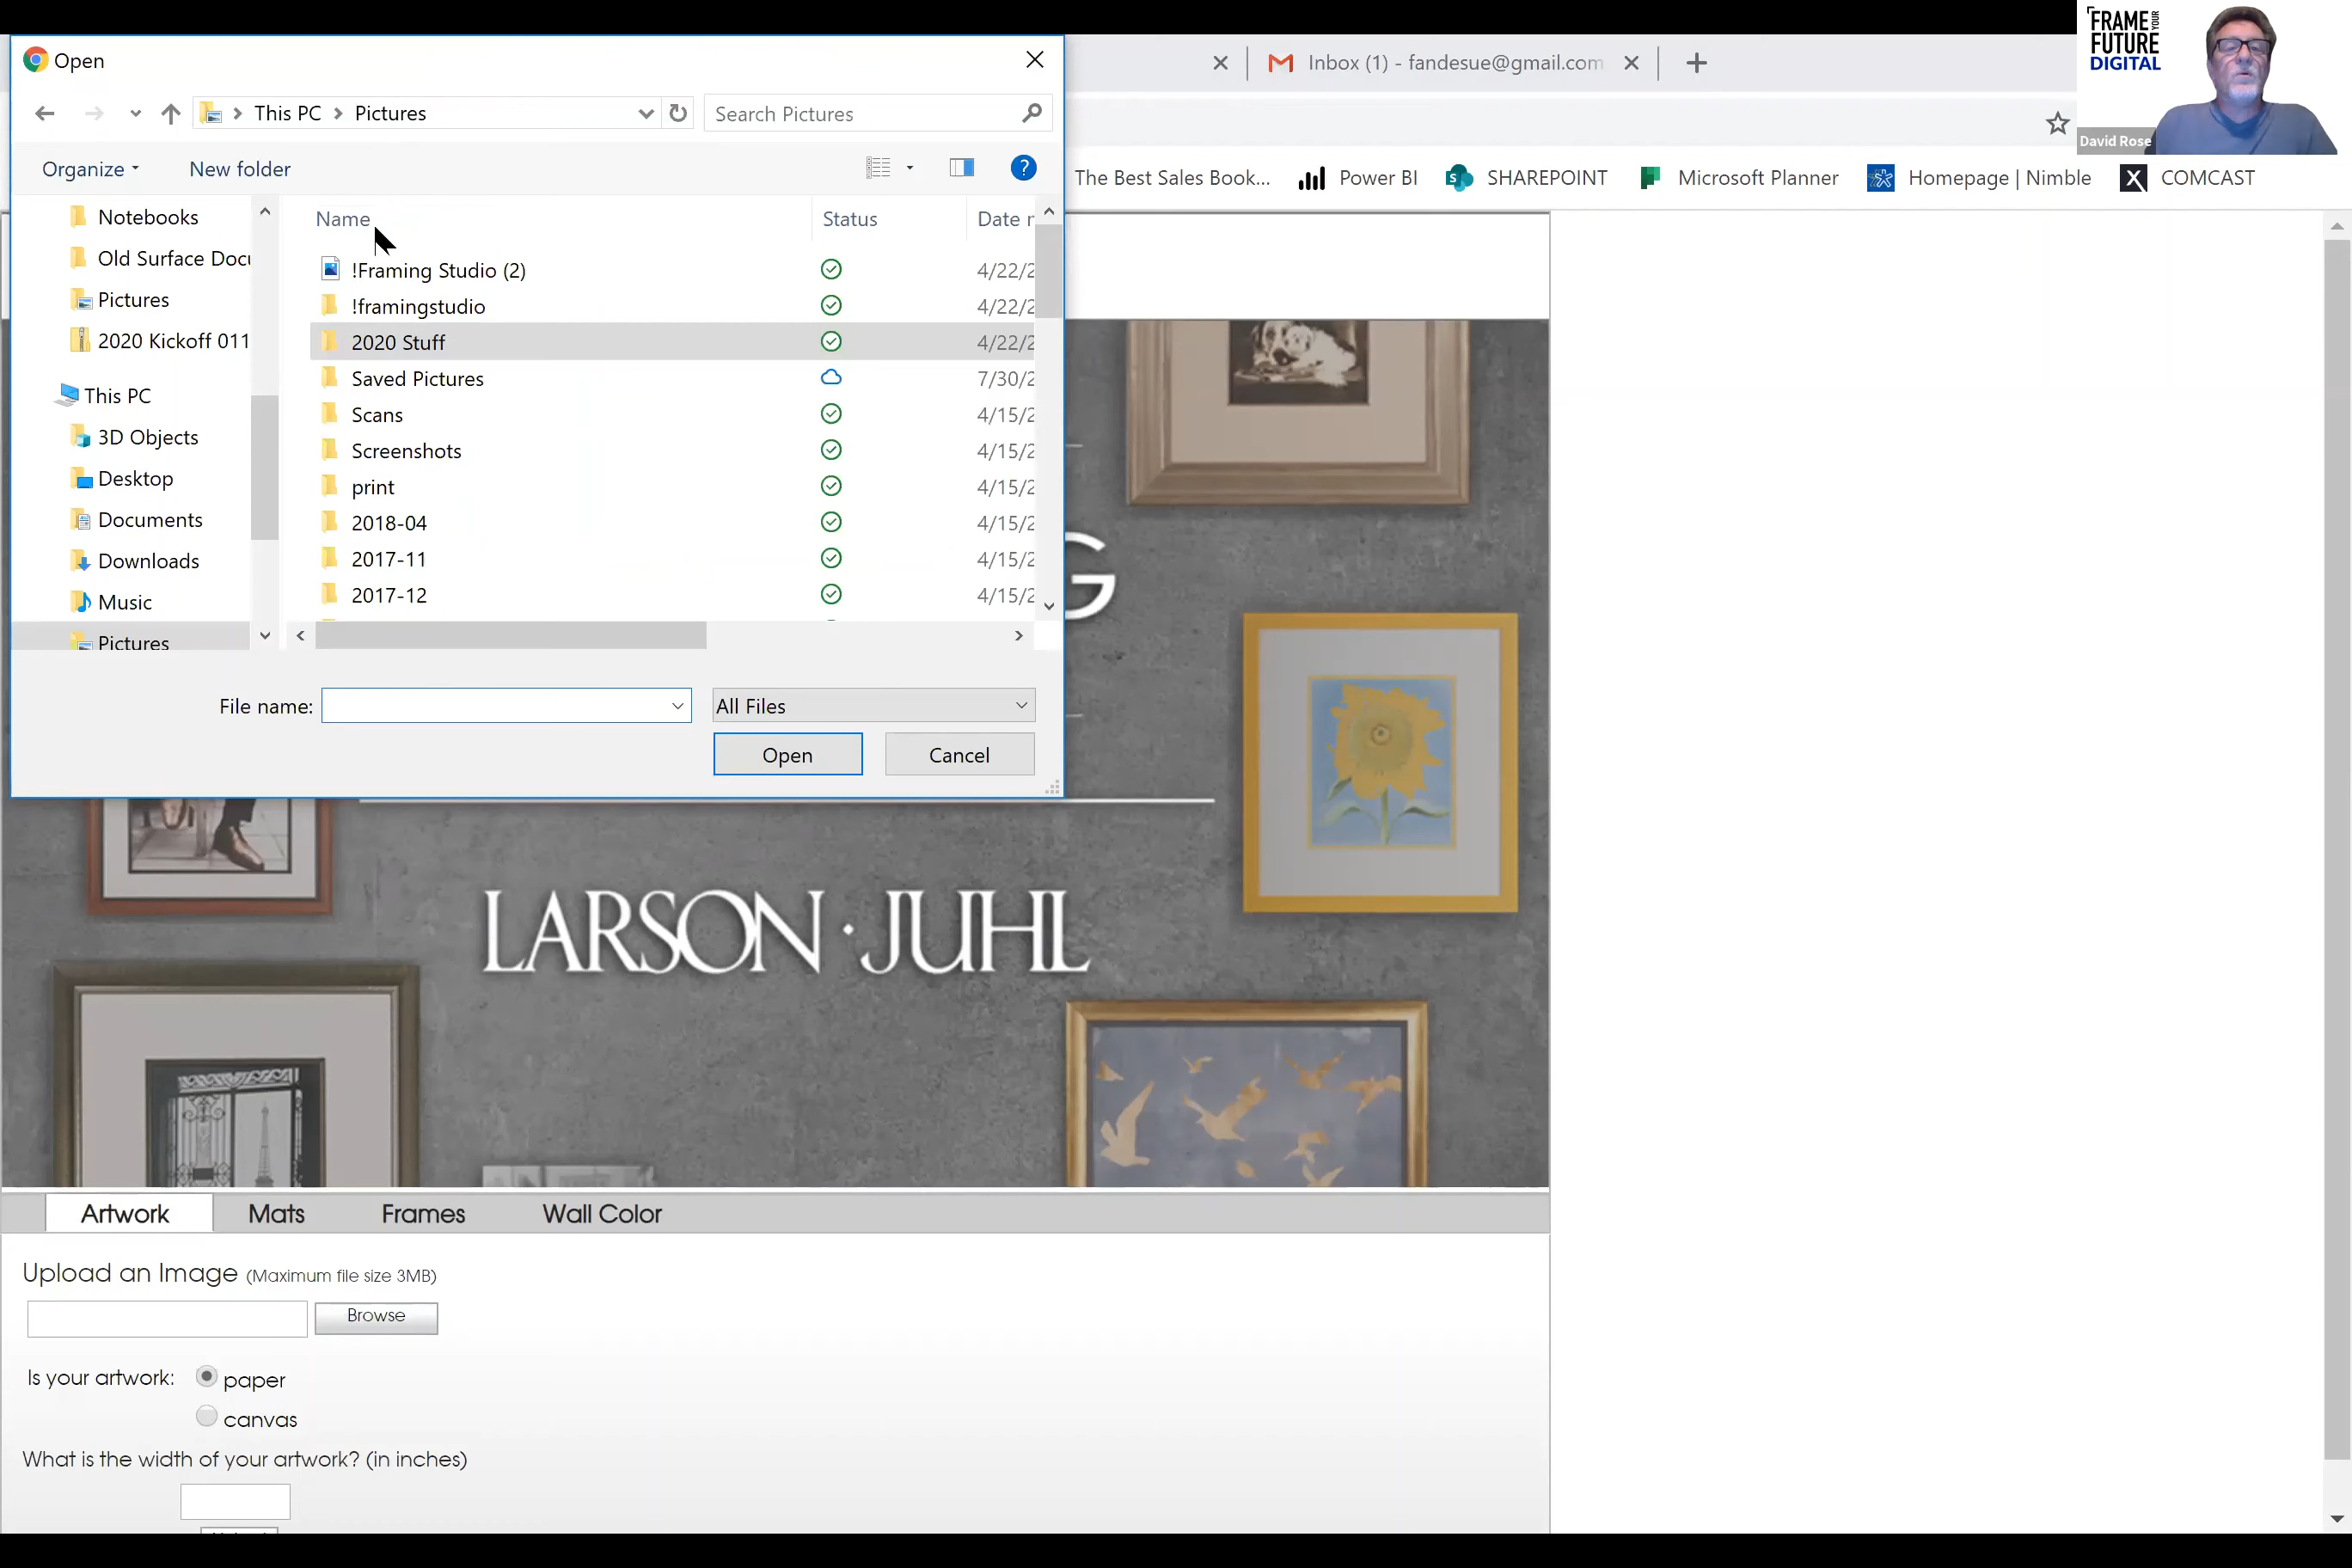 Open
Inbox (1) - fandesue@gmail.com
FRAME YOUR
FUTURE
DIGITAL
David Rose
This PC
Pictures
Search Pictures
Organize
New folder
?
The Best Sales Book...
Power BI
SHAREPOINT
Microsoft Planner
Homepage | Nimble
COMCAST
Notebooks
Old Surface Docu
Pictures
2020 Kickoff 011
This PC
3D Objects
Desktop
Documents
Downloads
Music
Pictures
Name
Status
Date r
!Framing Studio (2)
4/22/2
!framingstudio
4/22/2
2020 Stuff
4/22/2
Saved Pictures
7/30/2
Scans
4/15/2
Screenshots
4/15/2
print
4/15/2
2018-04
4/15/2
2017-11
4/15/2
2017-12
4/15/2
File name:
All Files
Open
Cancel
G
LARSON·JUHL
Artwork
Mats
Frames
Wall Color
Upload an Image (Maximum file size 3MB)
Browse
Is your artwork:
paper
canvas
What is the width of your artwork? (in inches)